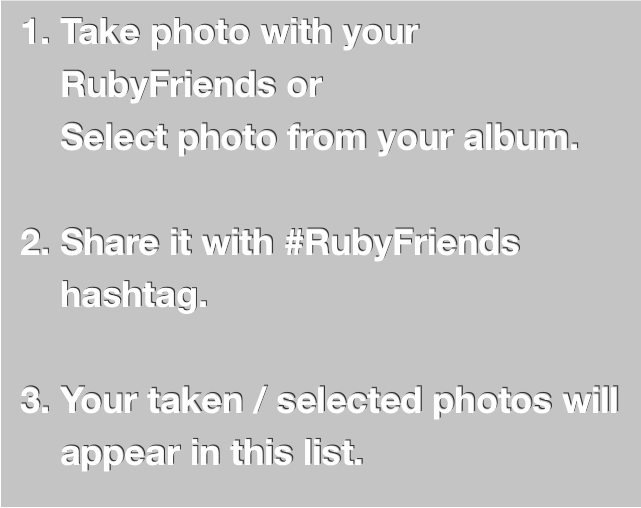 1. Take photo with your
RubyFriends or
Select photo from your album.
2. Share it with #RubyFriends
hashtag.
3. Your taken / selected photos will
appear in this list.